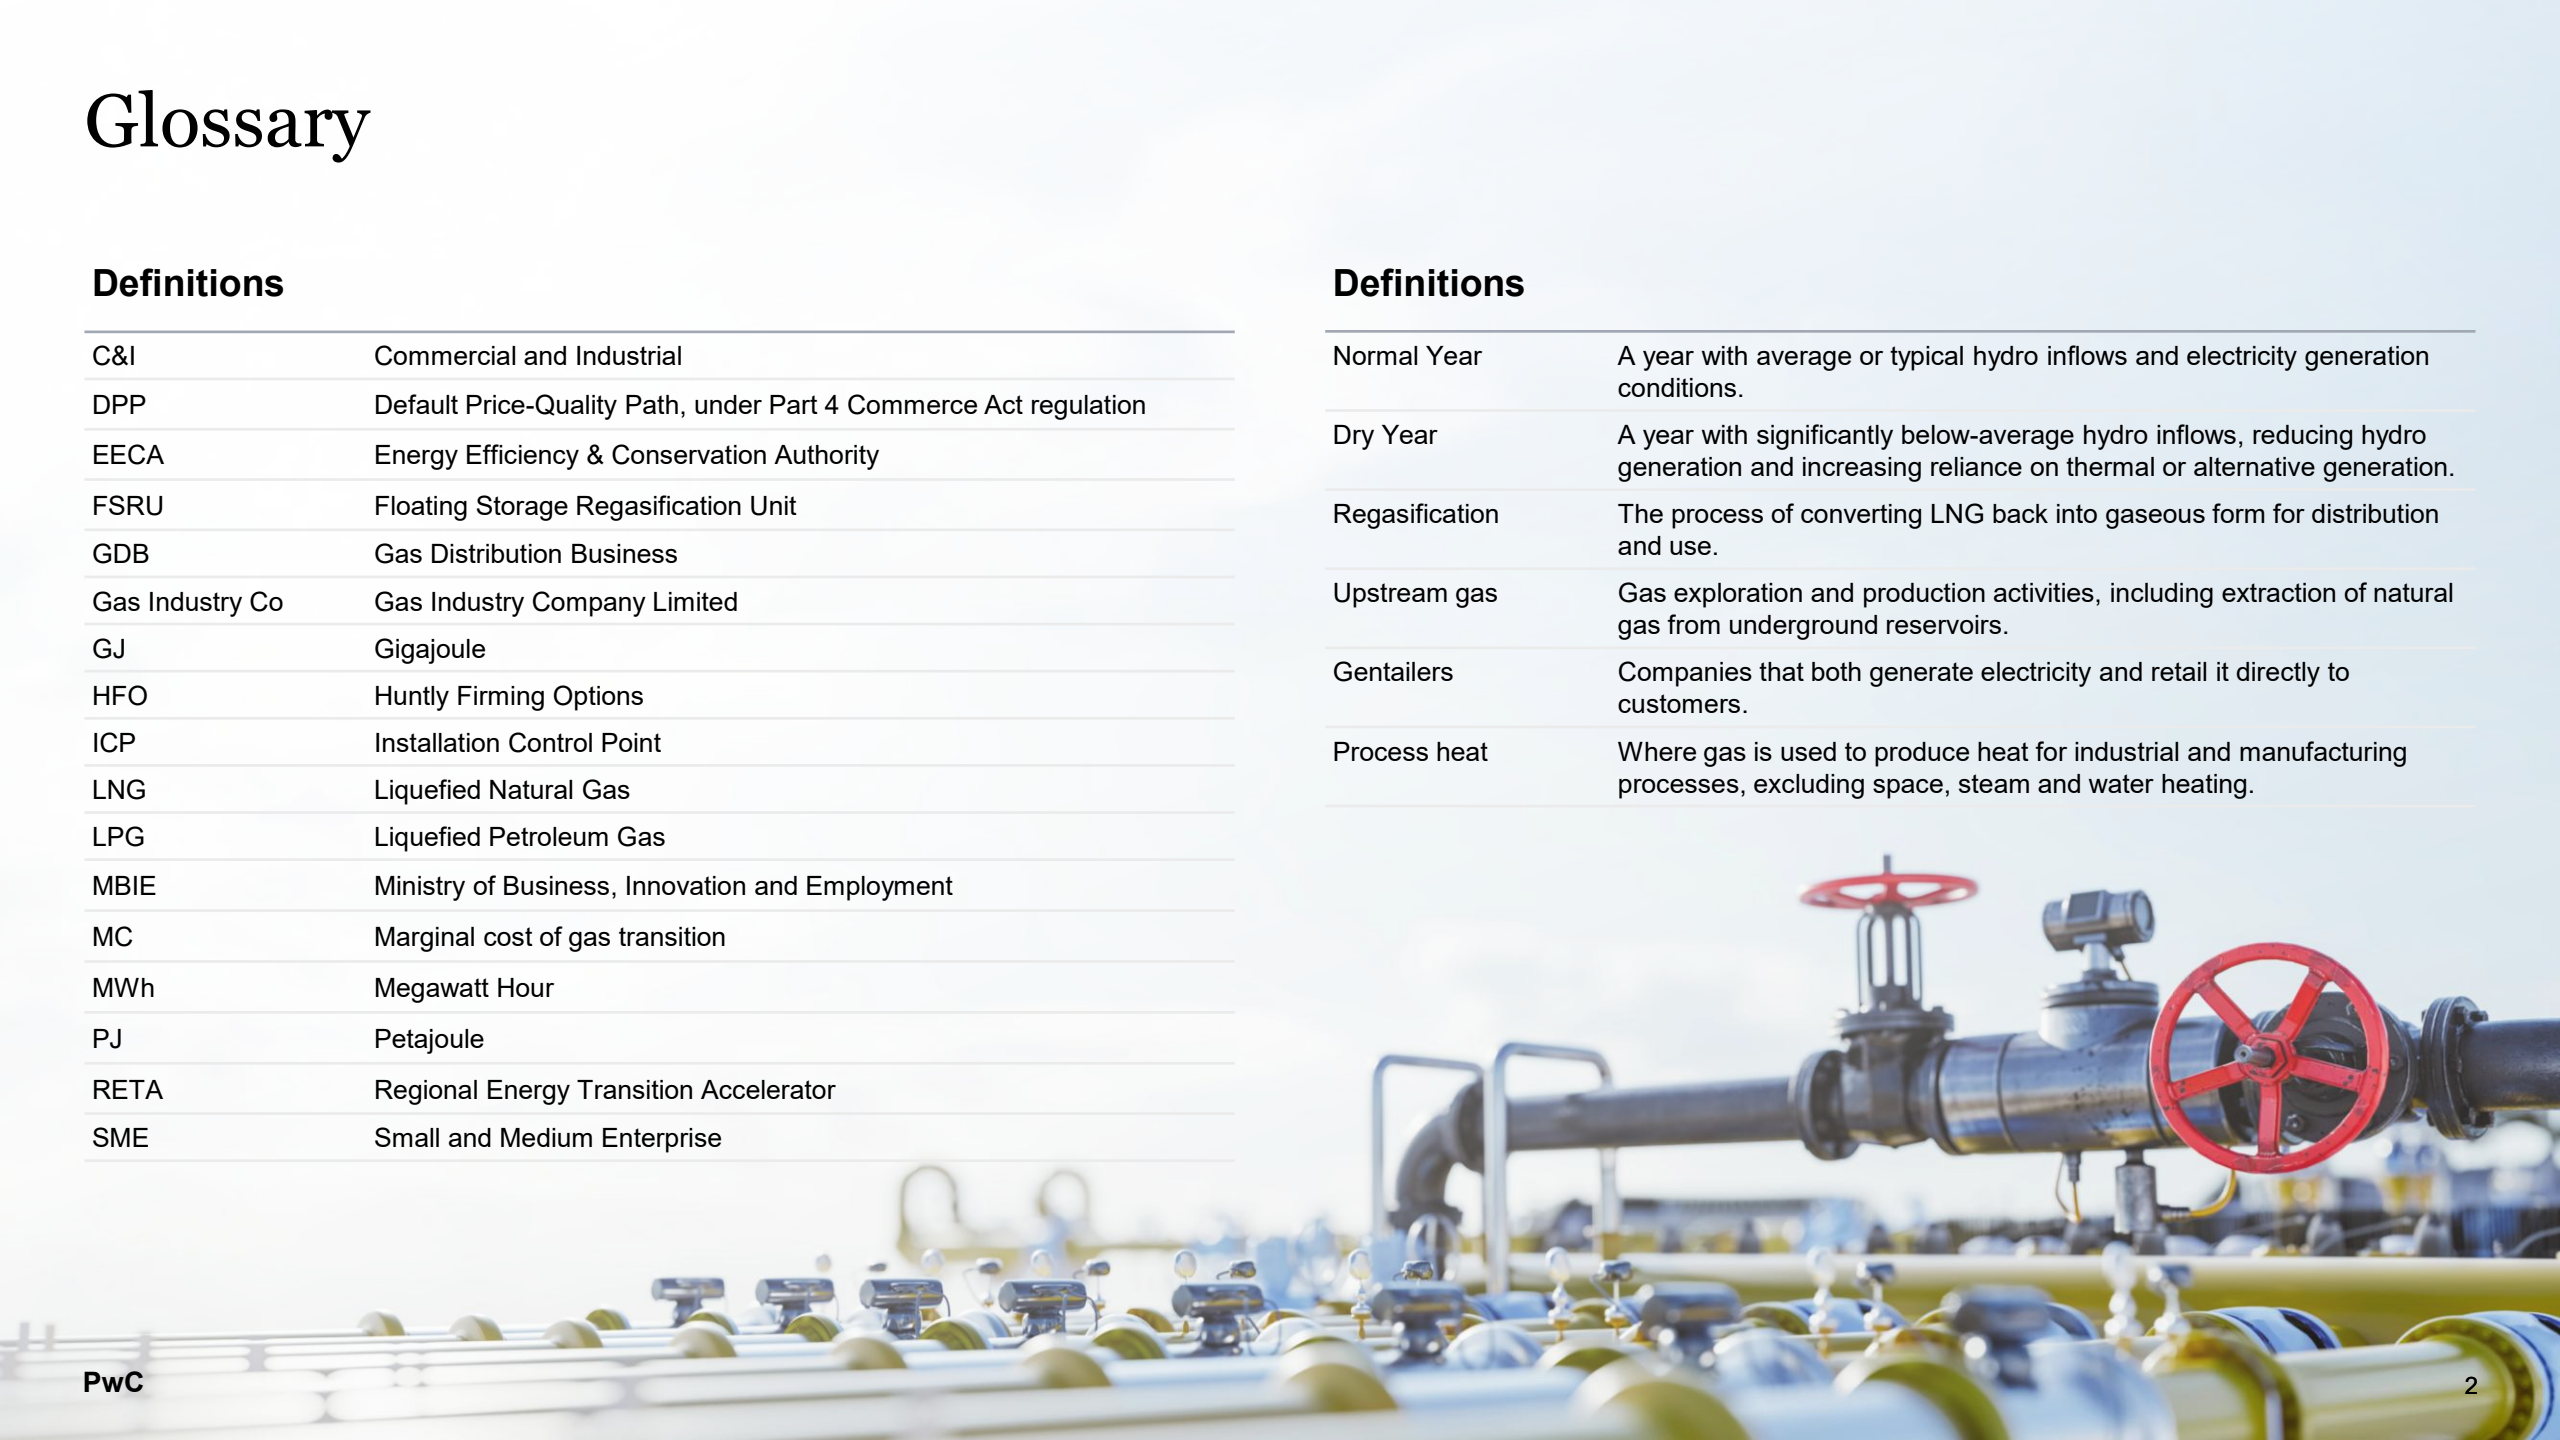 Glossary
Definitions
C&I Commercial and Industrial
DPP Default Price-Quality Path, under Part 4 Commerce Act regulation
EECA Energy Efficiency & Conservation Authority
FSRU Floating Storage Regasification Unit
GDB Gas Distribution Business
Gas Industry Co Gas Industry Company Limited
GJ Gigajoule
HFO Huntly Firming Options
ICP Installation Control Point
LNG Liquefied Natural Gas
LPG Liquefied Petroleum Gas
MBIE Ministry of Business, Innovation and Employment
MC Marginal cost of gas transition
MWh Megawatt Hour
PJ Petajoule
RETA Regional Energy Transition Accelerator
SME Small and Medium Enterprise
Definitions
Normal Year A year with average or typical hydro inflows and electricity generation
conditions.
Dry Year A year with significantly below-average hydro inflows, reducing hydro
generation and increasing reliance on thermal or alternative generation.
Regasification The process of converting LNG back into gaseous form for distribution
and use.
Upstream gas Gas exploration and production activities, including extraction of natural
gas from underground reservoirs.
Gentailers Companies that both generate electricity and retail it directly to
customers.
Process heat Where gas is used to produce heat for industrial and manufacturing
processes, excluding space, steam and water heating.
PwC
2